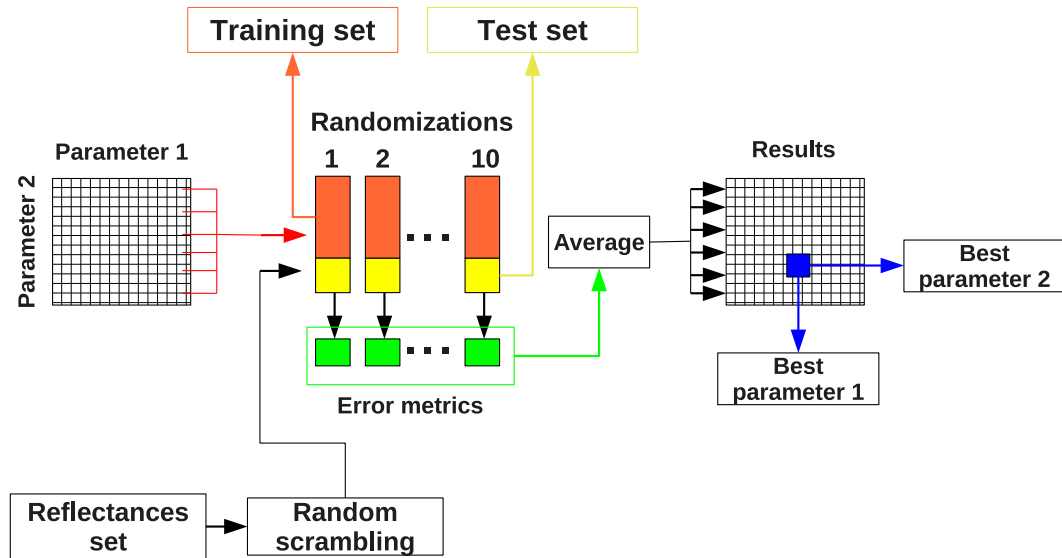 Training set
Test set
Randomizations
1 2 10
Parameter 1
Parameter 2
Results
Average
Best
parameter 2
Best
parameter 1
Error metrics
Reflectances
set
Random
scrambling